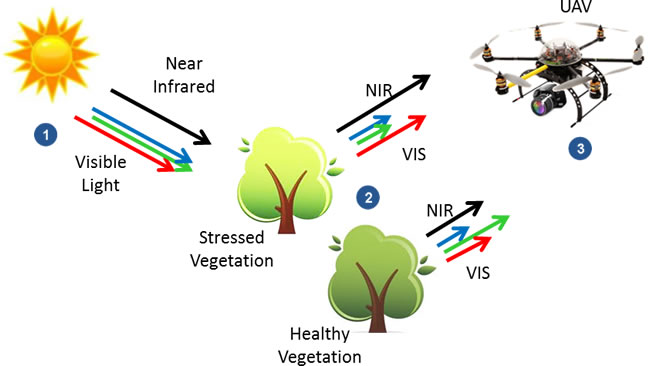 UAV
Near
Infrared
NIR
1
Visible
Light
VIS
3
2
NIR
Stressed
Vegetation
VIS
Healthy
Vegetation